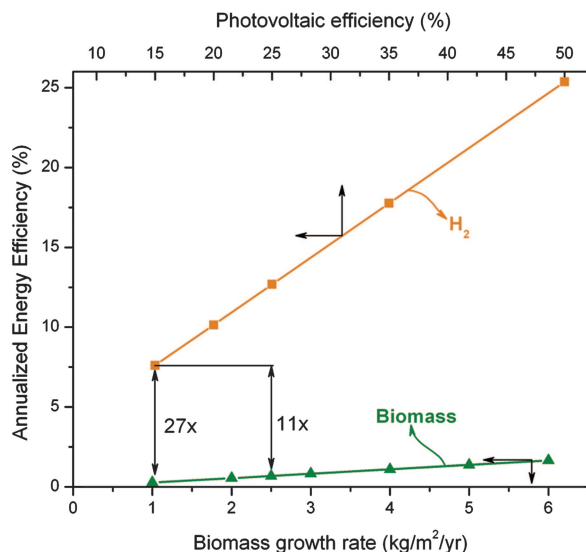 Photovoltaic efficiency (%)
10 15 20 25 30 35 40 45 50
Annualized Energy Efficiency (%)
25
20
15
10
5
0
H₂
27x
11x
Biomass
0 1 2 3 4 5 6
Biomass growth rate (kg/m²/yr)